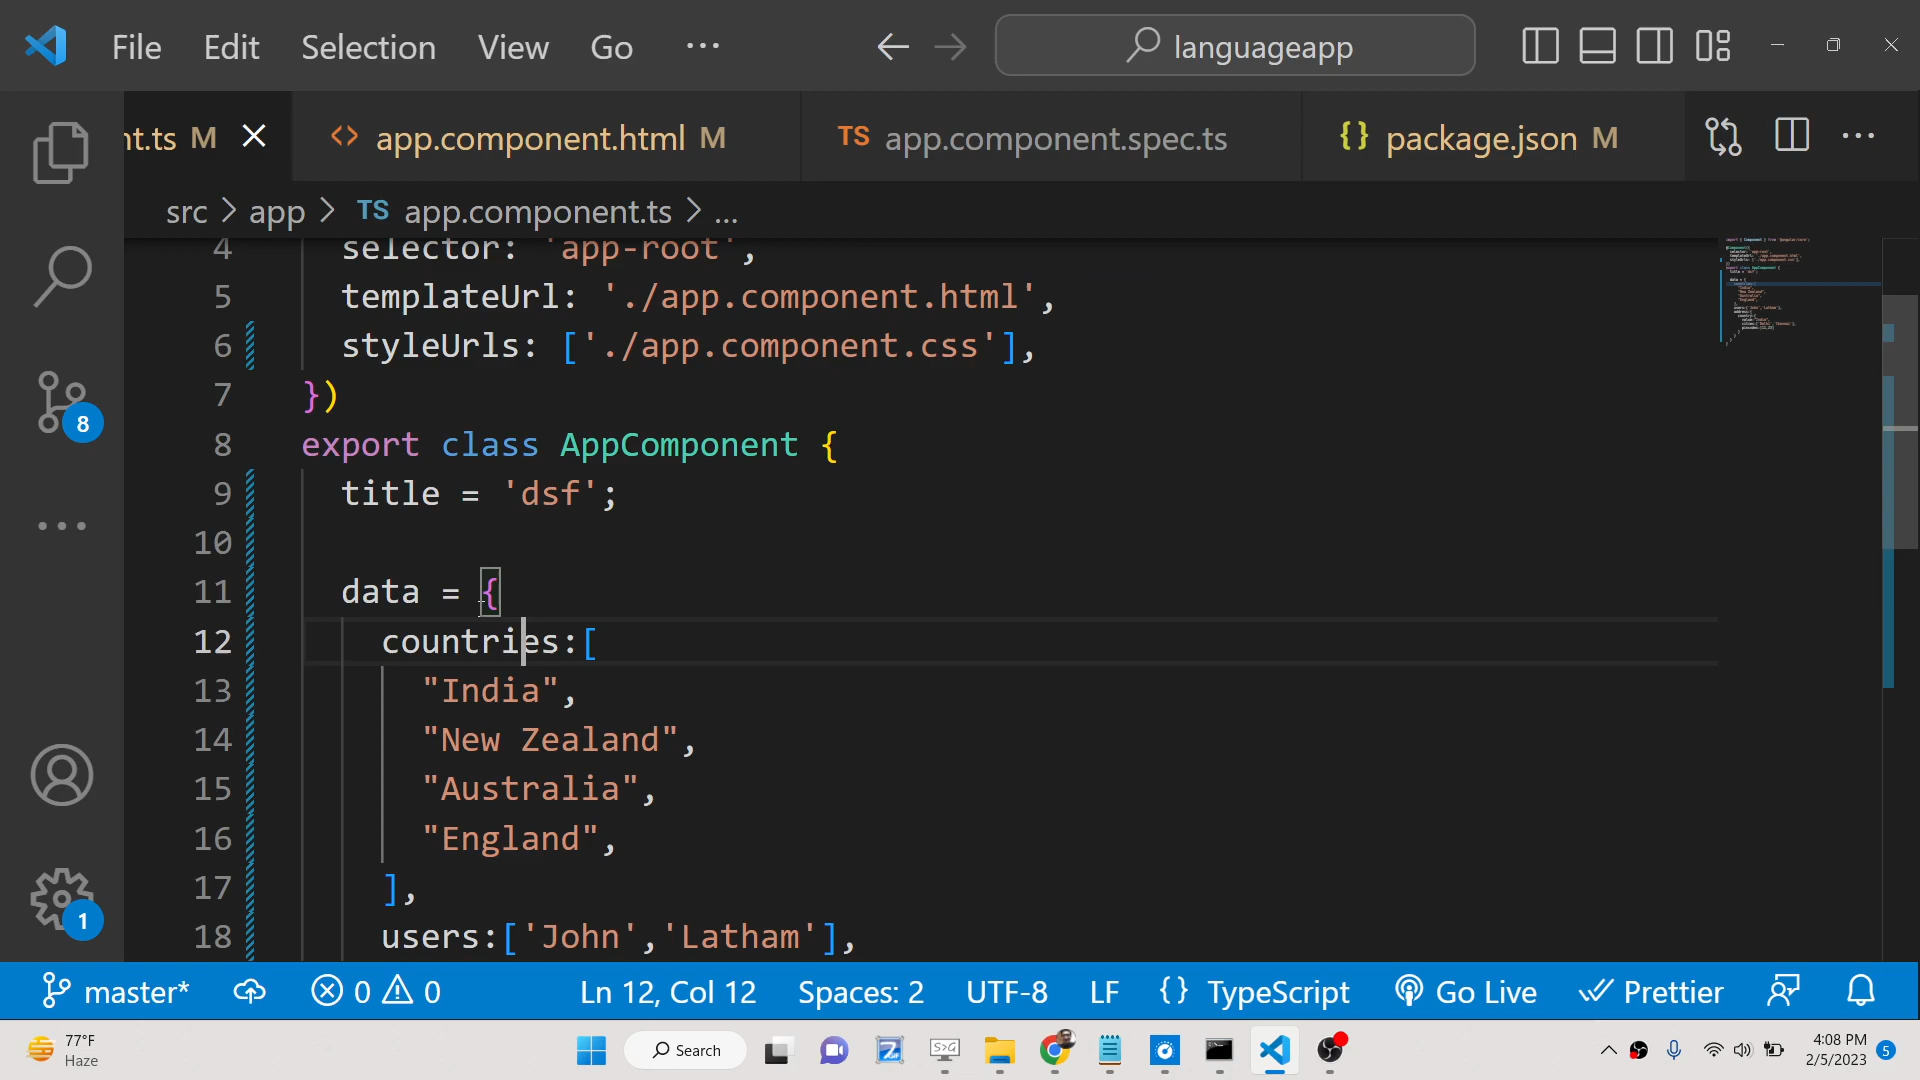 File Edit Selection View Go ... languageapp
nt.ts M app.component.html M TS app.component.spec.ts {} package.json M ...
src > app > TS app.component.ts > ...
4 selector: 'app-root',
5 templateUrl: './app.component.html',
6 styleUrls: ['./app.component.css'],
7 })
8 export class AppComponent {
9 title = 'dsf';
10
11 data = {
12 countries:[
13 "India",
14 "New Zealand",
15 "Australia",
16 "England",
17 ],
18 users:['John','Latham'],
8
1
master* 0 0 Ln 12, Col 12 Spaces: 2 UTF-8 LF {} TypeScript Go Live Prettier
77°F
Haze
Search
4:08 PM
2/5/2023
5